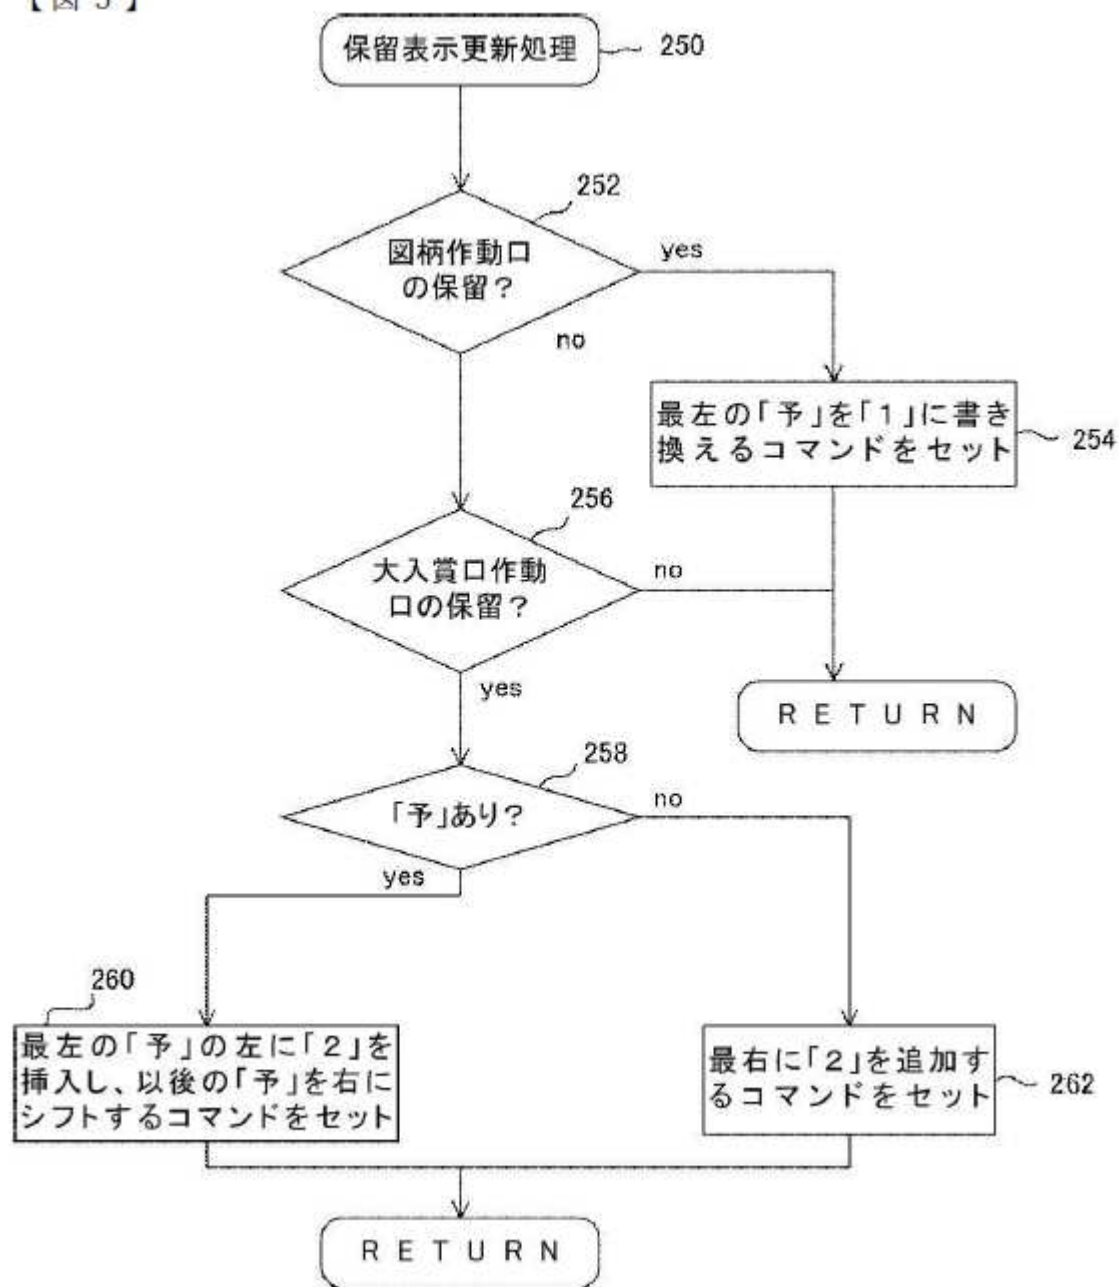 【図5】
保留表示更新処理
250
252
図柄作動口
の保留？
yes
no
最左の「予」を「1」に書き
換えるコマンドをセット
254
256
大入賞口作動
口の保留？
no
yes
RETURN
258
「予」あり？
no
yes
260
最左の「予」の左に「2」を
挿入し、以後の「予」を右に
シフトするコマンドをセット
最右に「2」を追加す
るコマンドをセット
262
RETURN